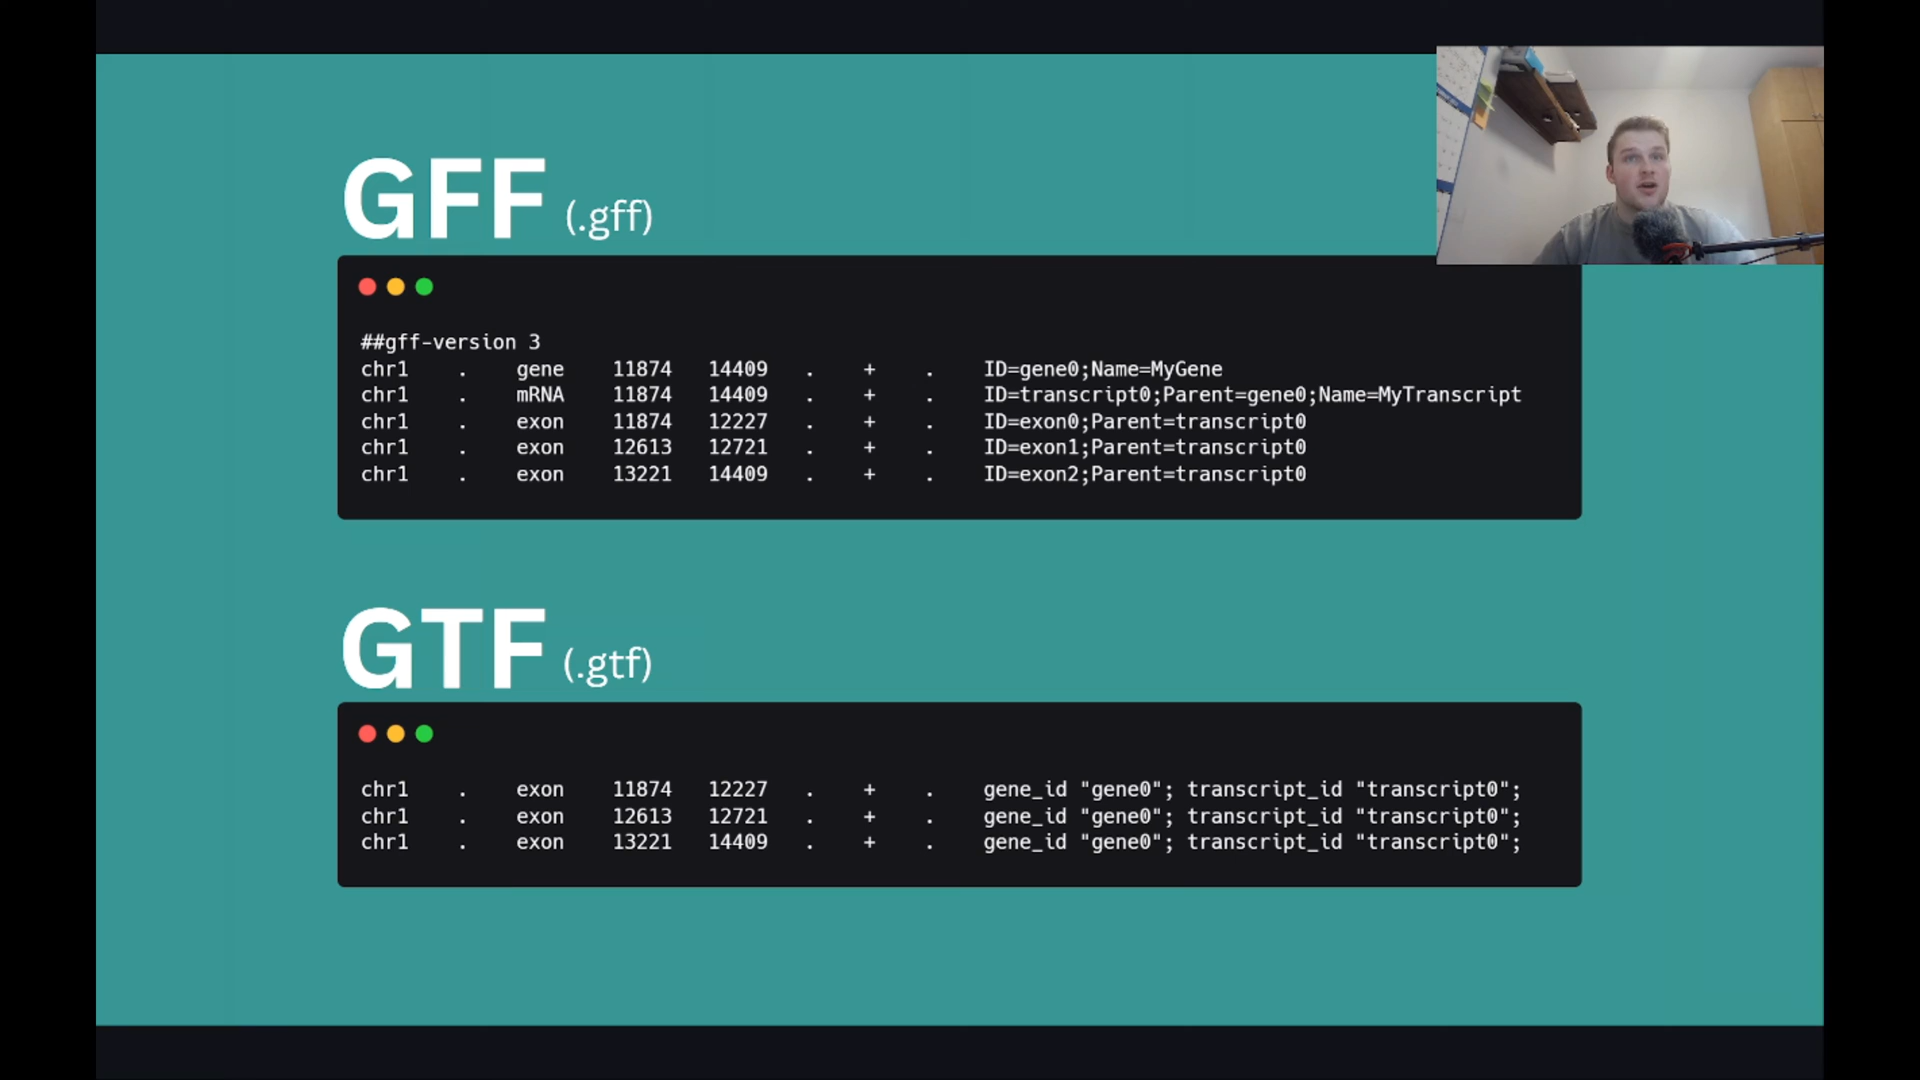 GFF (.gff)
##gff-version 3
chr1 . gene 11874 14409 . + . ID=gene0;Name=MyGene
chr1 . mRNA 11874 14409 . + . ID=transcript0;Parent=gene0;Name=MyTranscript
chr1 . exon 11874 12227 . + . ID=exon0;Parent=transcript0
chr1 . exon 12613 12721 . + . ID=exon1;Parent=transcript0
chr1 . exon 13221 14409 . + . ID=exon2;Parent=transcript0
GTF (.gtf)
chr1 . exon 11874 12227 . + . gene_id "gene0"; transcript_id "transcript0";
chr1 . exon 12613 12721 . + . gene_id "gene0"; transcript_id "transcript0";
chr1 . exon 13221 14409 . + . gene_id "gene0"; transcript_id "transcript0";